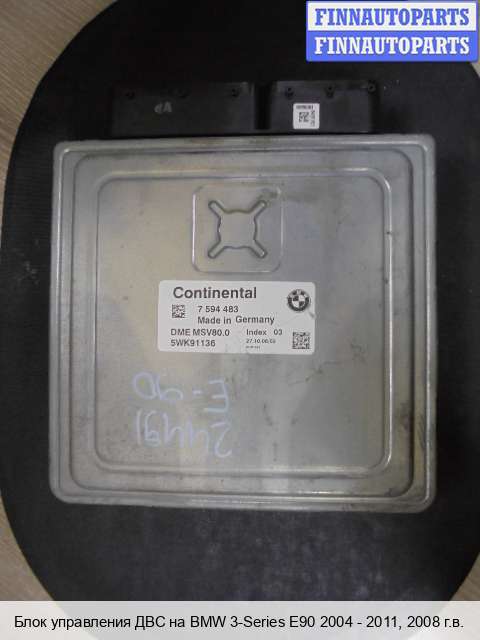 FINNAUTOPARTS
FINNAUTOPARTS
Continental
BMW
7 594 483
Made in Germany
DME MSV80.0 Index 03
5WK91136
E-90
24491
Блок управления ДВС на BMW 3-Series E90 2004 - 2011, 2008 г.в.